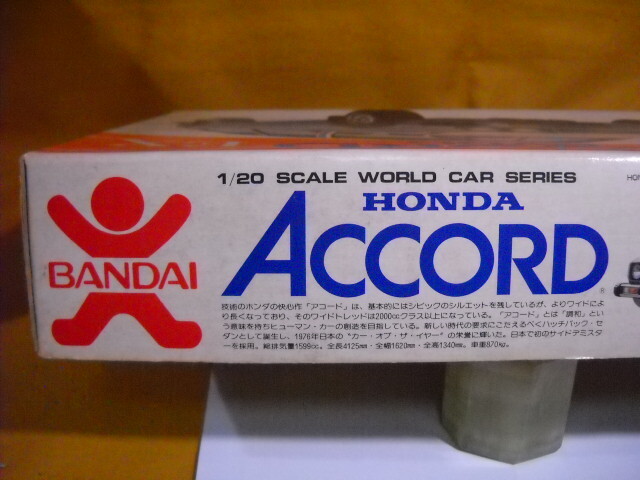 1/20 SCALE WORLD CAR SERIES
HONDA
ACCORD
BANDAI
技術のホンダの快心作「アコード」は、基本的にはシビックのシルエットを残しているが、よりワイドによ
り長くなっており、そのワイドトレッドは2000ccクラス以上になっている。「アコード」とは「調和」とい
う意味を持ちヒューマン・カーの創造を目指している。新しい時代の要求にこたえるべくハッチバック・セ
ダンとして誕生し、1976年日本の"カー・オブ・ザ・イヤー"の栄誉に輝いた。日本で初のサイドデミスタ
ーを採用。総排気量1599cc。全長4125mm・全幅1620mm・全高1340mm。車重870kg。